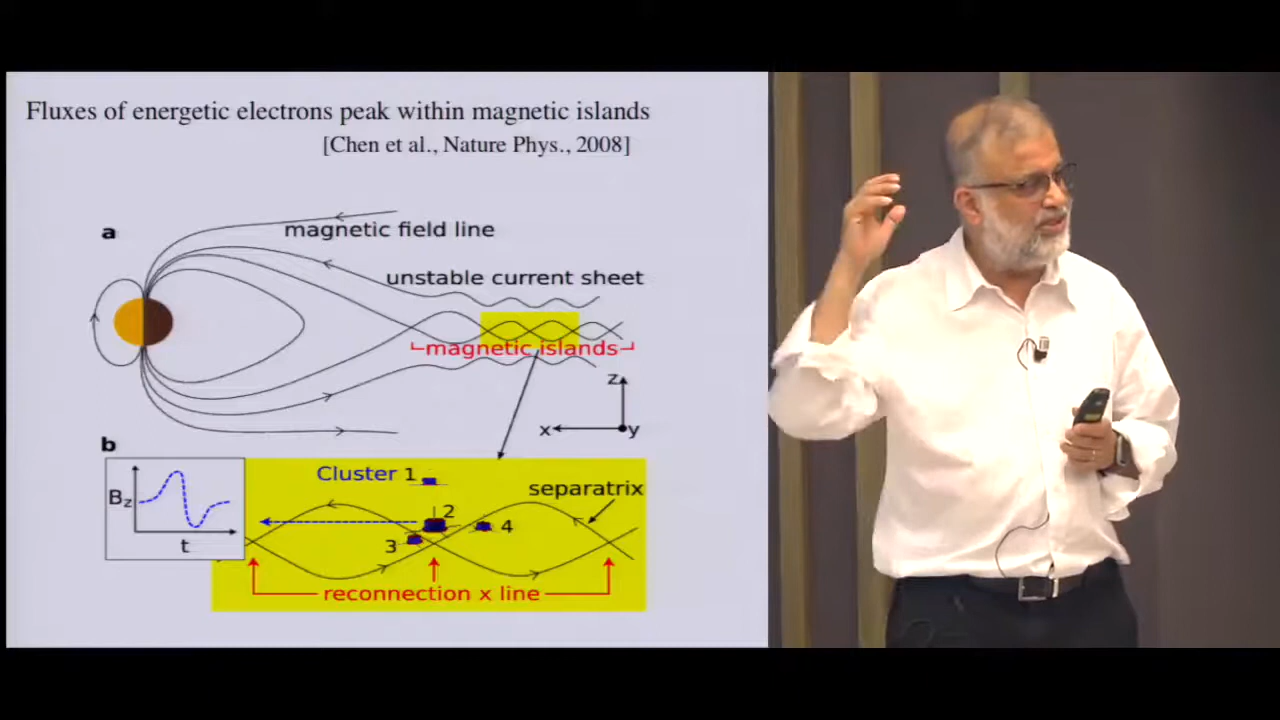 Fluxes of energetic electrons peak within magnetic islands
[Chen et al., Nature Phys., 2008]
a
magnetic field line
unstable current sheet
magnetic islands
z
x
y
b
Cluster 1
separatrix
Bz
2
4
3
t
reconnection x line